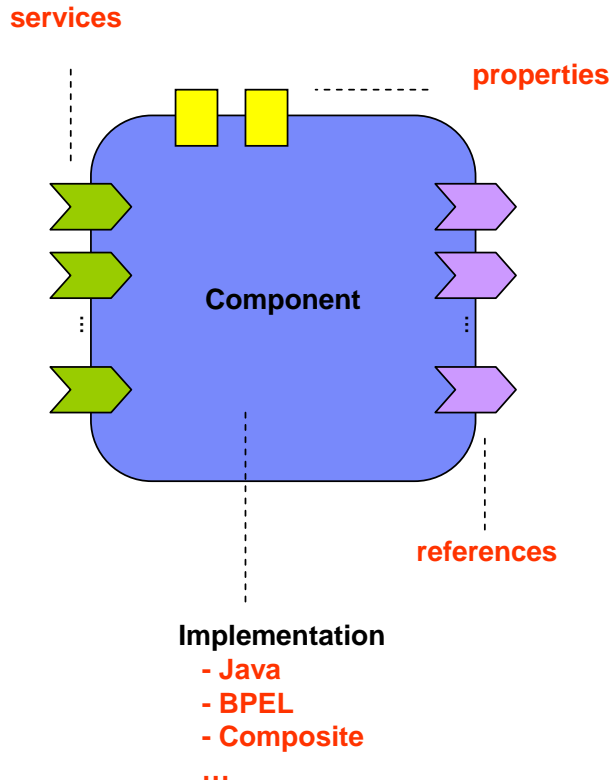 services
properties
Component
...
...
references
Implementation
- Java
- BPEL
- Composite
...